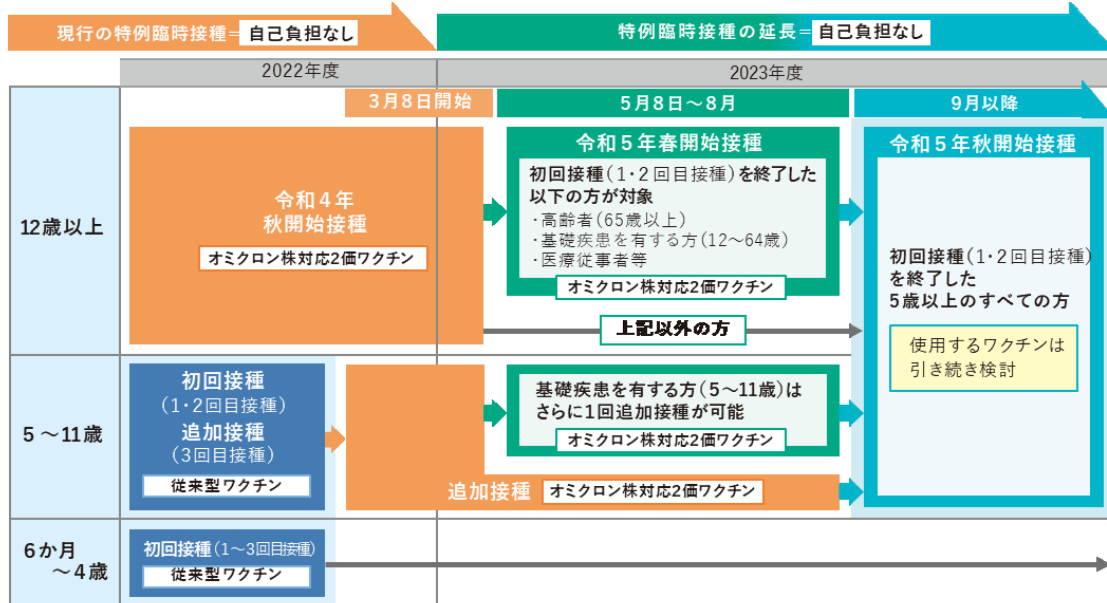 現行の特例臨時接種=自己負担なし
特例臨時接種の延長=自己負担なし
2022年度
2023年度
3月8日開始
5月8日~8月
9月以降
12歳以上
令和4年
秋開始接種
オミクロン株対応2価ワクチン
令和5年春開始接種
初回接種(1・2回目接種)を終了した
以下の方が対象
・高齢者(65歳以上)
・基礎疾患を有する方(12~64歳)
・医療従事者等
オミクロン株対応2価ワクチン
上記以外の方
令和5年秋開始接種
初回接種(1・2回目接種)
を終了した
5歳以上のすべての方
使用するワクチンは
引き続き検討
5~11歳
初回接種
(1・2回目接種)
追加接種
(3回目接種)
従来型ワクチン
基礎疾患を有する方(5~11歳)は
さらに1回追加接種が可能
オミクロン株対応2価ワクチン
追加接種 オミクロン株対応2価ワクチン
6か月
~4歳
初回接種(1~3回目接種)
従来型ワクチン